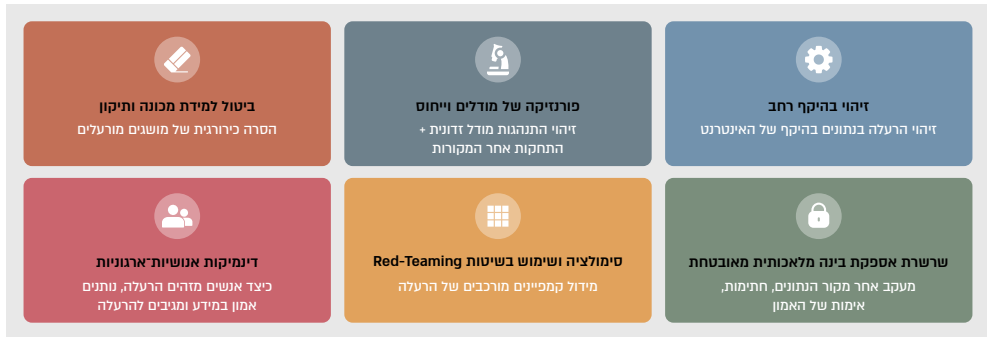 זיהוי בהיקף רחב
זיהוי הרעלה בנתונים בהיקף של האינטרנט
פורנזיקה של מודלים וייחוס
זיהוי התנהגות מודל זדונית +
התחקות אחר המקורות
ביטול למידת מכונה ותיקון
הסרה כירורגית של מושגים מורעלים
שרשרת אספקת בינה מלאכותית מאובטחת
מעקב אחר מקור הנתונים, חתימות,
אימות של האמון
סימולציה ושימוש בשיטות Red-Teaming
מידול קמפיינים מורכבים של הרעלה
דינמיקות אנושיות־ארגוניות
כיצד אנשים מזהים הרעלה, נותנים
אמון במידע ומגיבים להרעלה